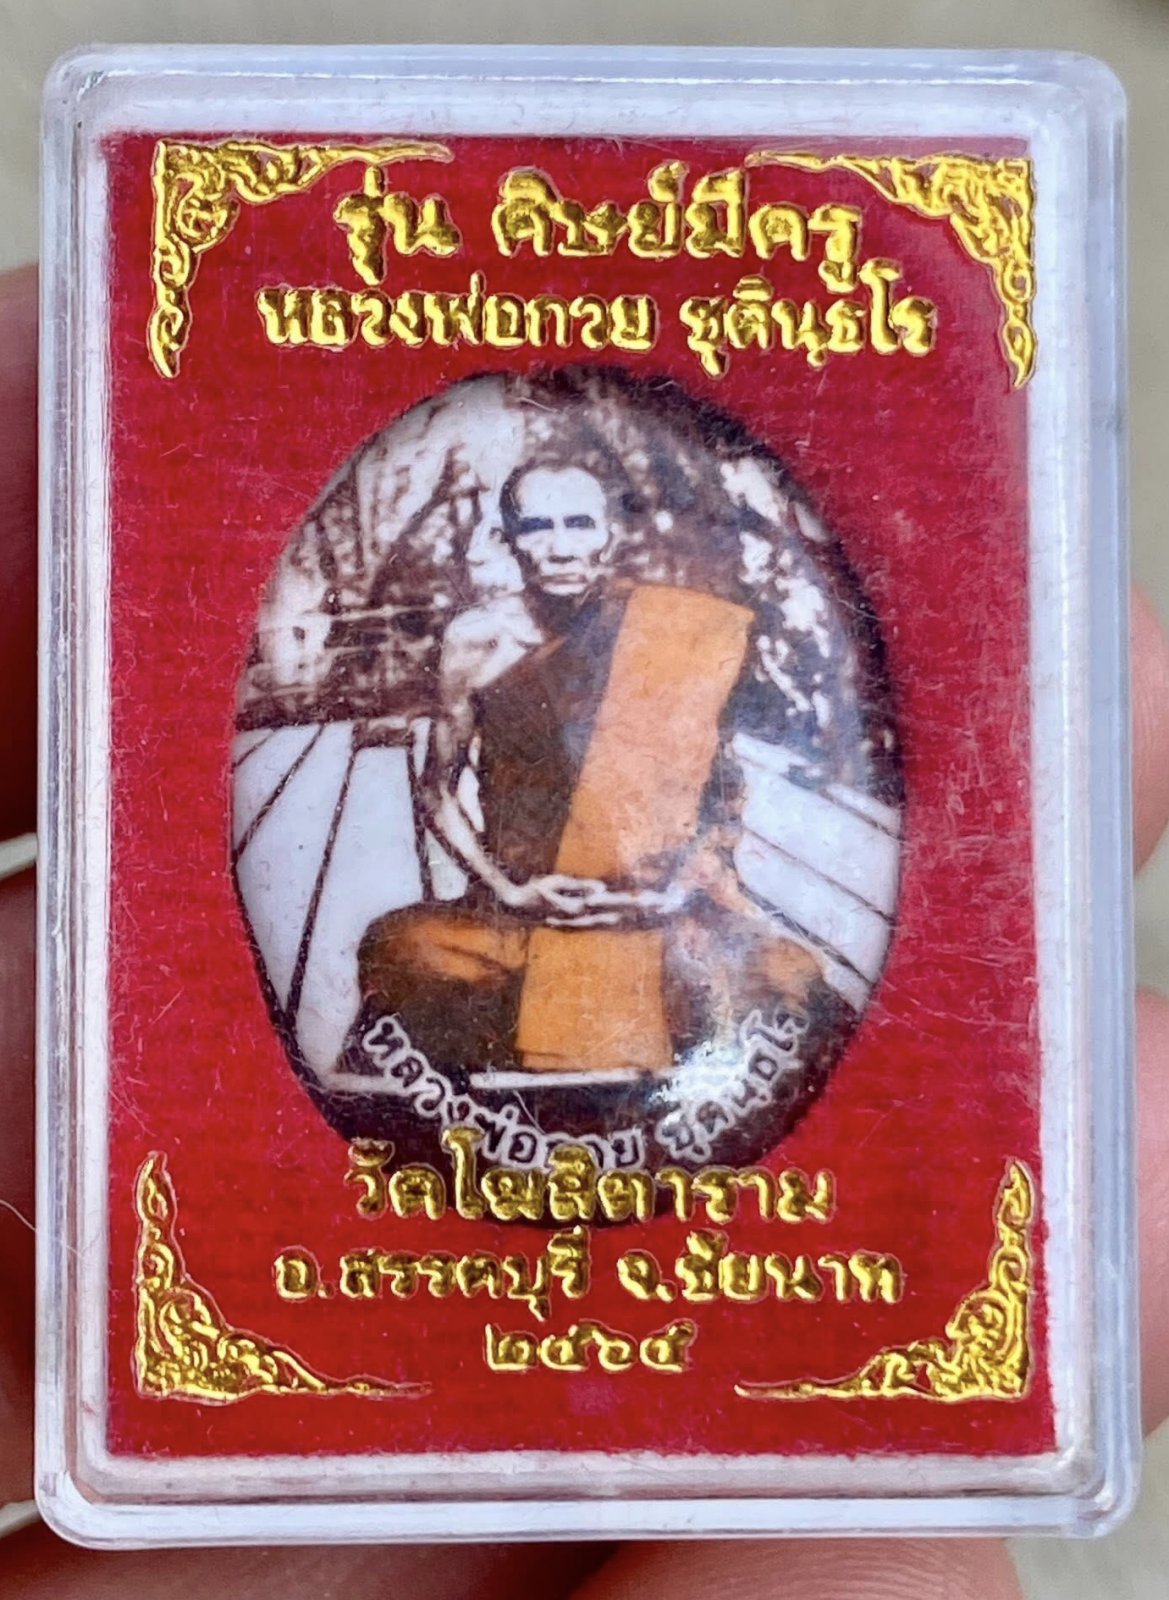 รุ่น ศิษย์มีครู
หลวงพ่อกวย ชุตินฺธโร
หลวงพ่อกวย ชุตินฺธโร
วัดโฆสิตาราม
อ.สรรคบุรี จ.ชัยนาท
๒๕๖๕